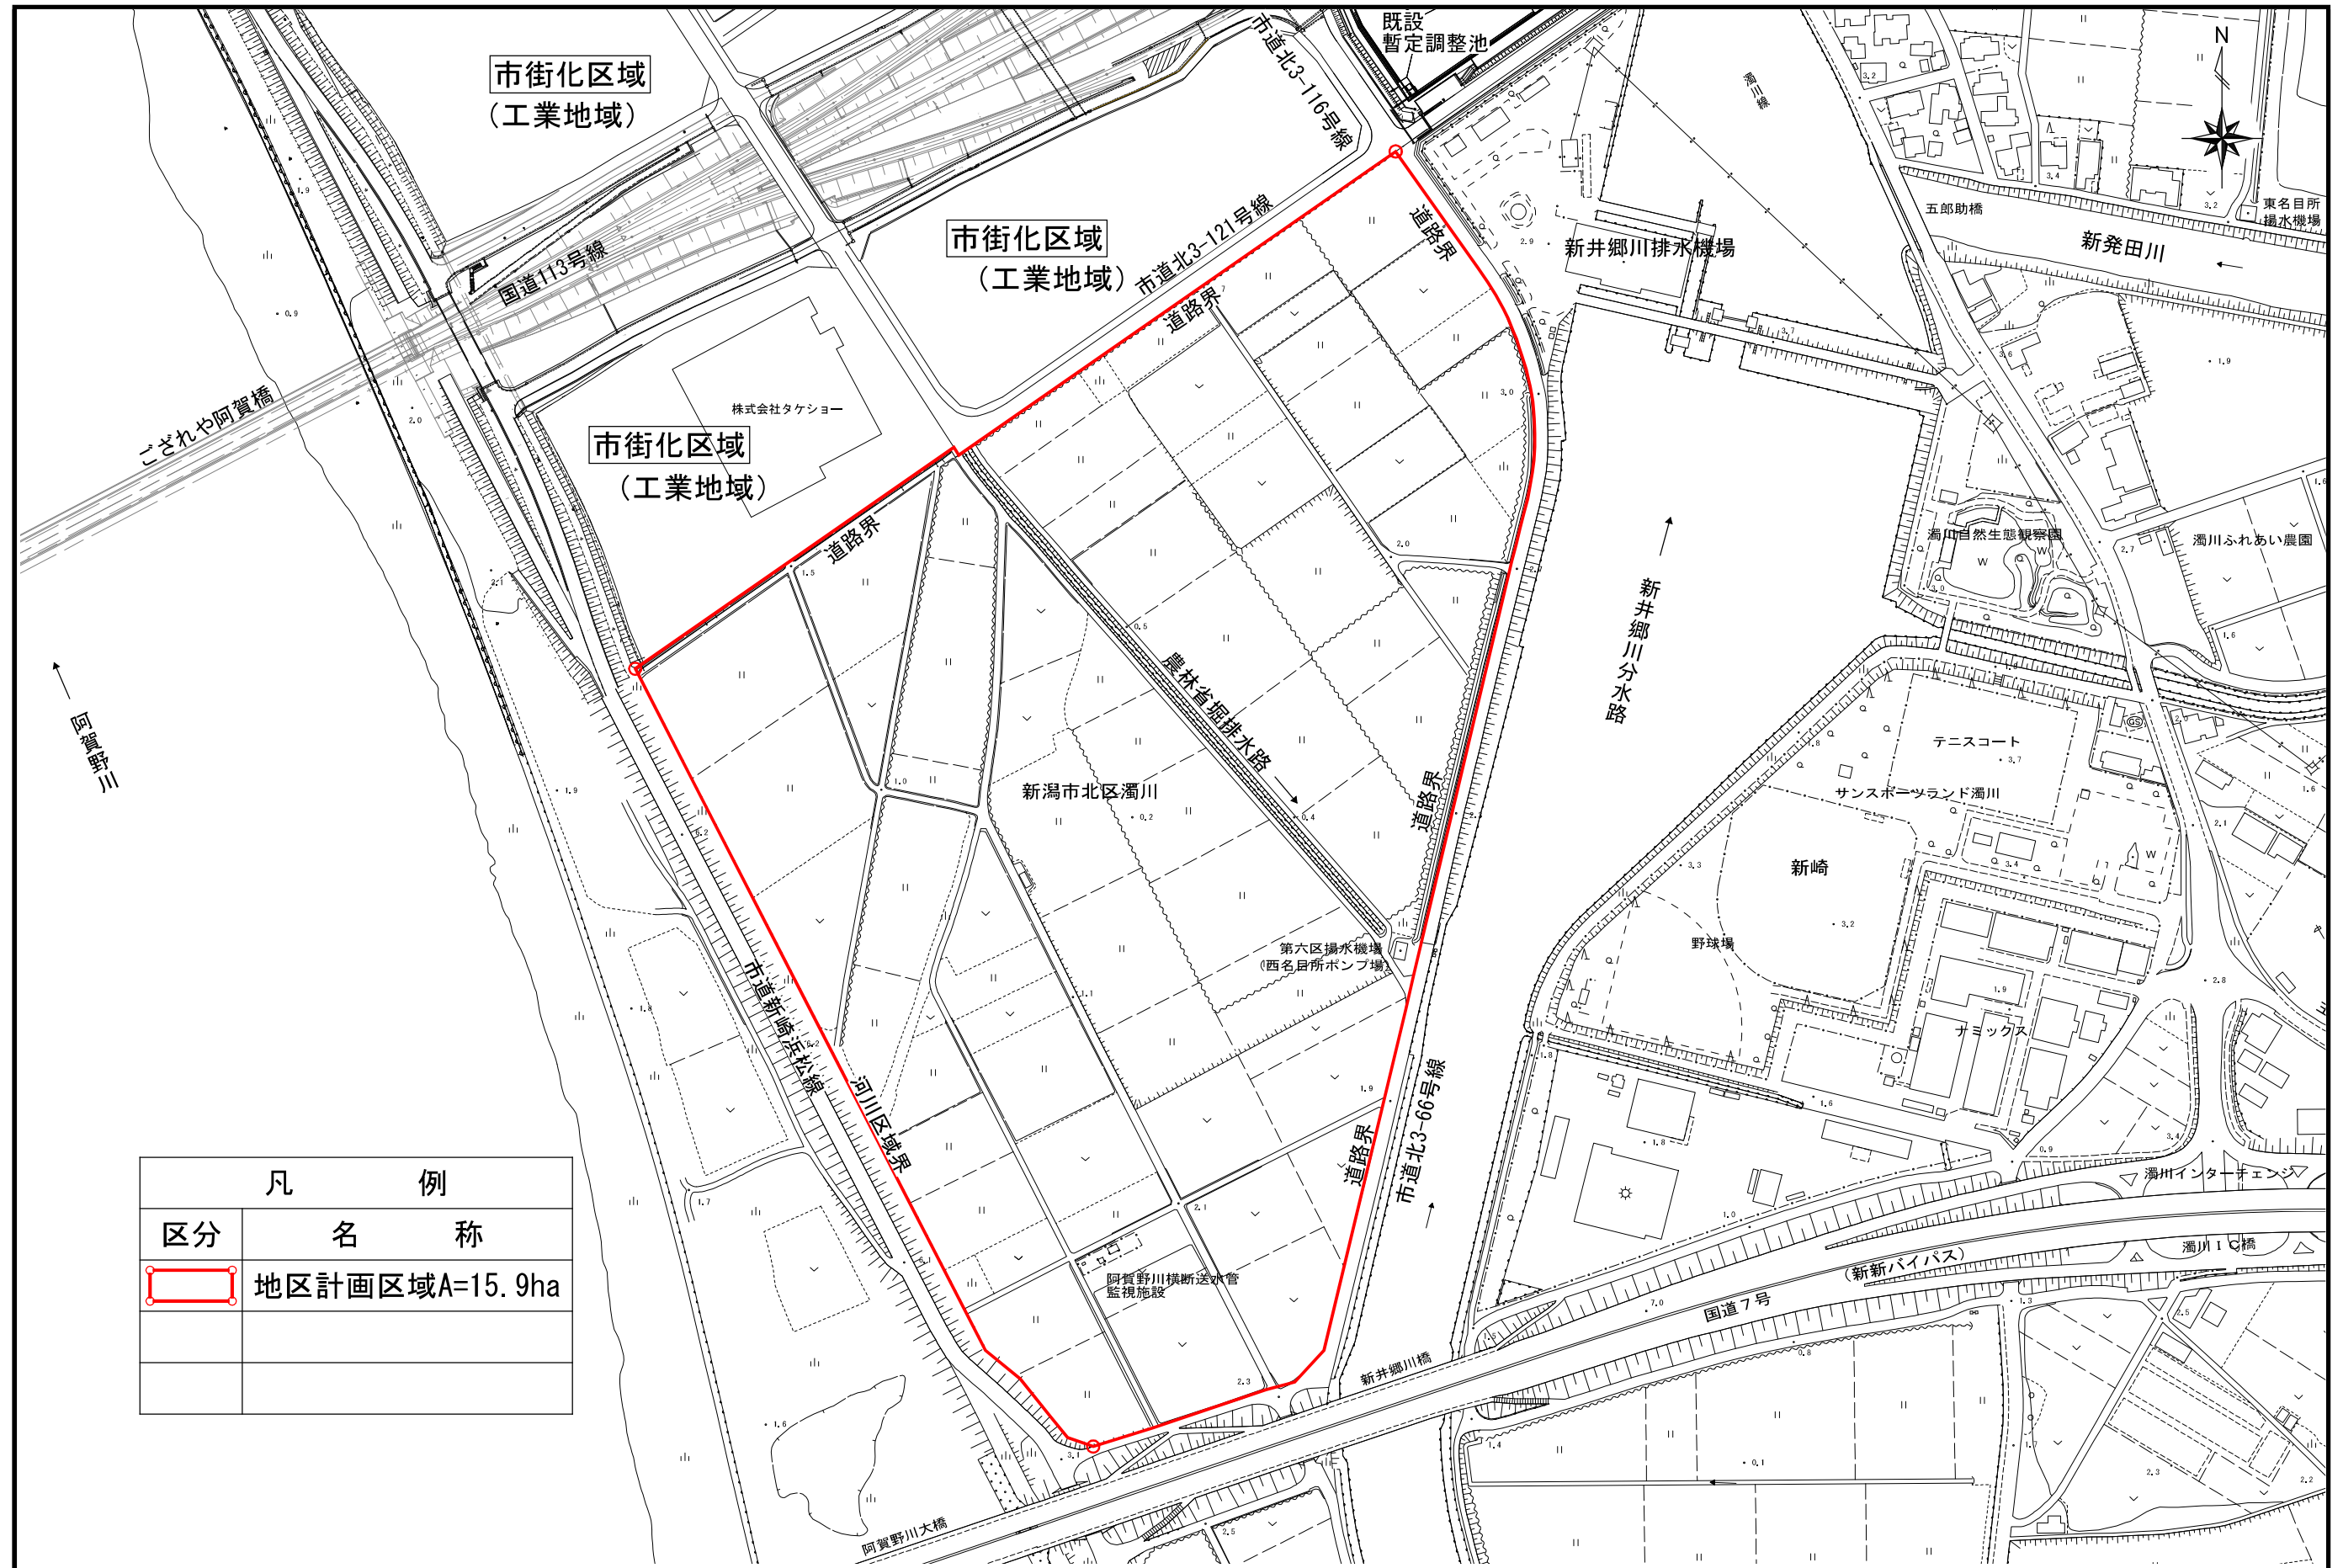 市街化区域
(工業地域)
国道113号線
ござれや阿賀橋
株式会社タケショー
市街化区域
(工業地域)
市街化区域
(工業地域)
市道北3-121号線
市道北3-116号線
既設
暫定調整池
濁川線
N
道路界
道路界
道路界
道路界
道路界
新井郷川排水機場
五郎助橋
新発田川
東名目所
揚水機場
濁川自然生態観察園
濁川ふれあい農園
新井郷川分水路
阿賀野川
農林省堀排水路
新潟市北区濁川
テニスコート
サンスポーツランド濁川
新崎
野球場
ナミックス
GS
第六区揚水機場
(西名目所ポンプ場)
市道新崎浜松線
河川区域界
市道北3-66号線
阿賀野川横断送水管
監視施設
濁川インターチェンジ
濁川IC橋
(新新バイパス)
国道7号
新井郷川橋
阿賀野川大橋
凡 例
区分 名 称
地区計画区域A=15.9ha